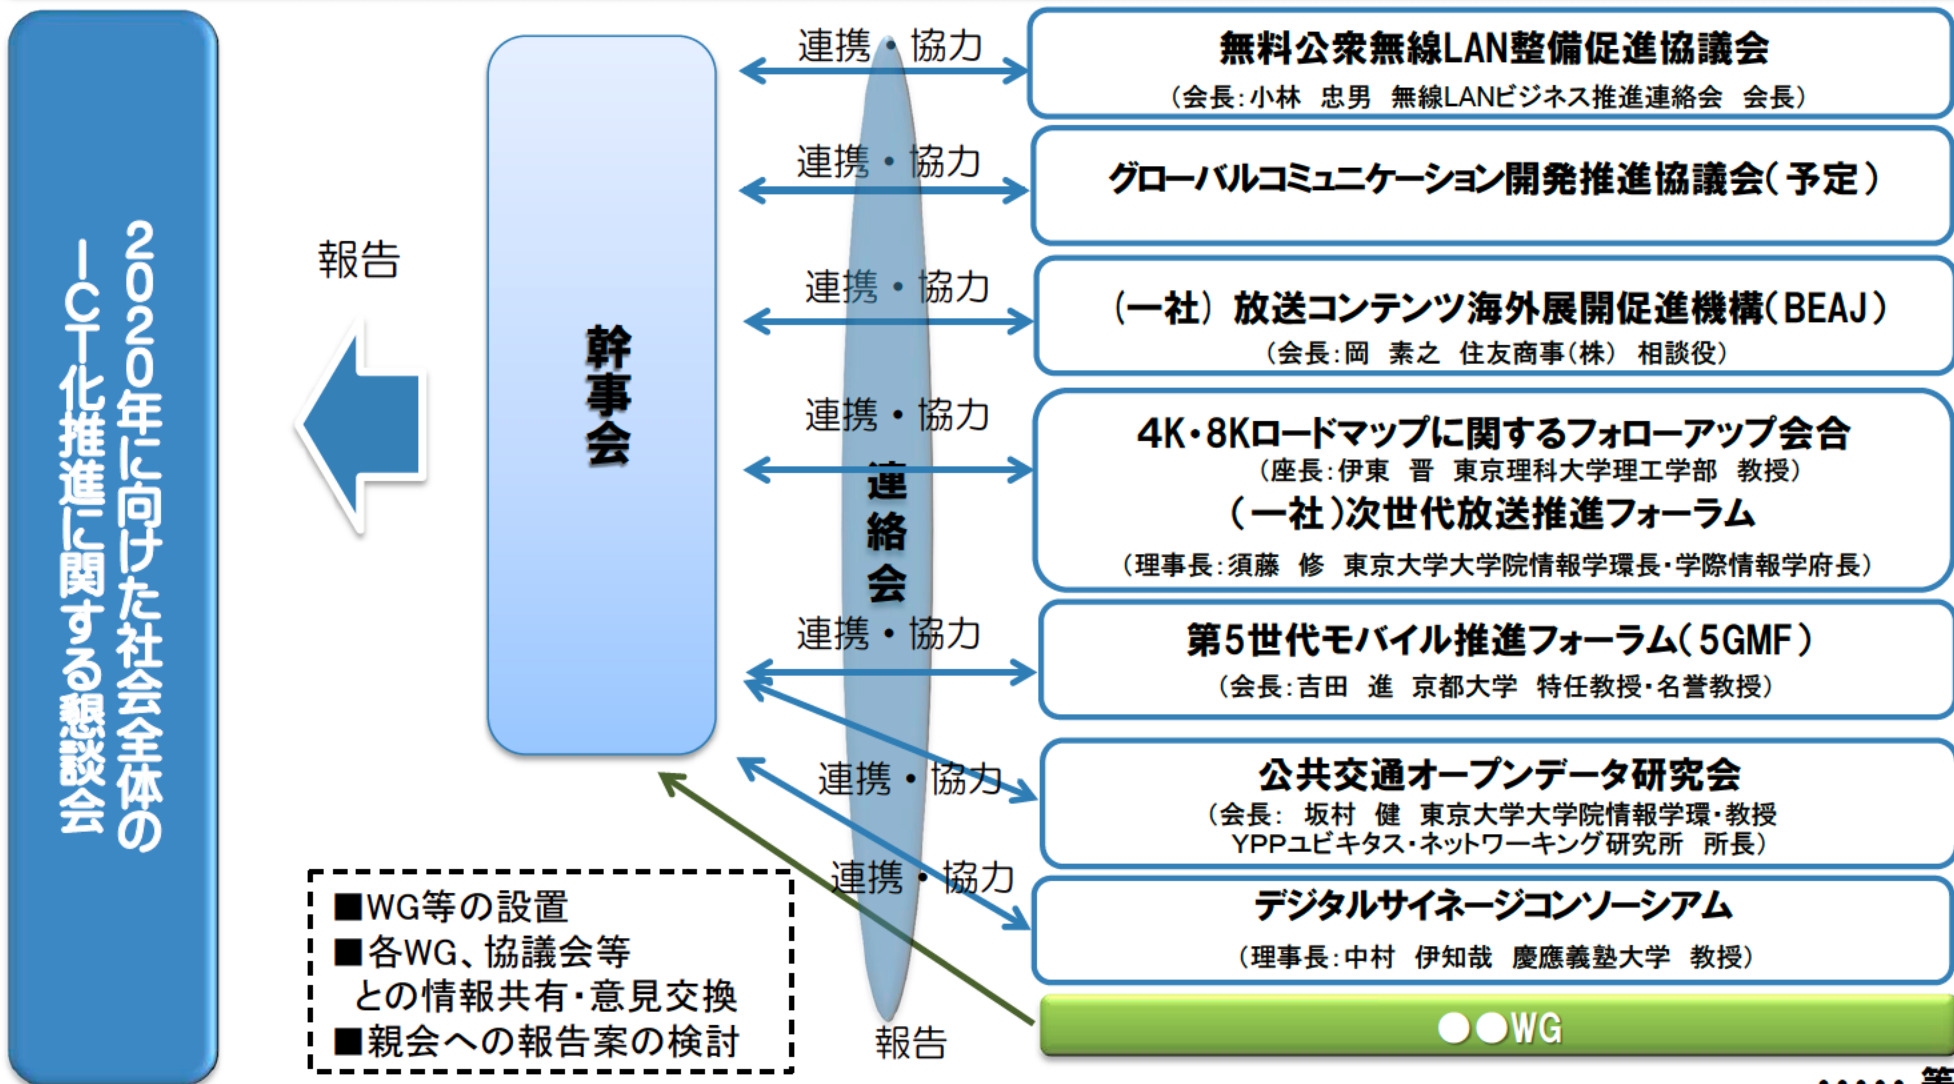 2020年に向けた社会全体の
ICT化推進に関する懇談会
報告
幹事会
連絡会
連携・協力
無料公衆無線LAN整備促進協議会
(会長:小林 忠男 無線LANビジネス推進連絡会 会長)
連携・協力
グローバルコミュニケーション開発推進協議会(予定)
連携・協力
(一社) 放送コンテンツ海外展開促進機構(BEAJ)
(会長:岡 素之 住友商事(株) 相談役)
連携・協力
4K・8Kロードマップに関するフォローアップ会合
(座長:伊東 晋 東京理科大学理工学部 教授)
(一社)次世代放送推進フォーラム
(理事長:須藤 修 東京大学大学院情報学環長・学際情報学府長)
連携・協力
第5世代モバイル推進フォーラム(5GMF)
(会長:吉田 進 京都大学 特任教授・名誉教授)
連携・協力
公共交通オープンデータ研究会
(会長: 坂村 健 東京大学大学院情報学環・教授
YPPユビキタス・ネットワーキング研究所 所長)
連携・協力
デジタルサイネージコンソーシアム
(理事長:中村 伊知哉 慶應義塾大学 教授)
●●WG
報告
■WG等の設置
■各WG、協議会等
との情報共有・意見交換
■親会への報告案の検討
・・・・・ 等